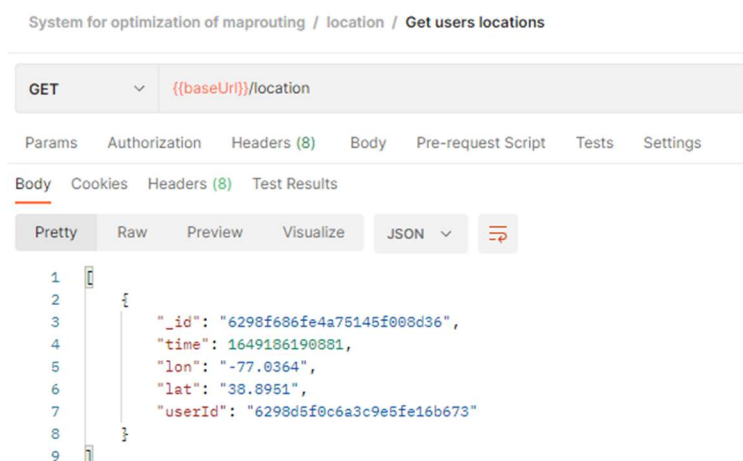 System for optimization of maprouting / location / Get users locations
GET {{baseUrl}}/location
Params Authorization Headers (8) Body Pre-request Script Tests Settings
Body Cookies Headers (8) Test Results
Pretty Raw Preview Visualize JSON
1 [
2 {
3 "_id": "6298f686fe4a75145f008d36",
4 "time": 1649186190881,
5 "lon": "-77.0364",
6 "lat": "38.8951",
7 "userId": "6298d5f0c6a3c9e5fe16b673"
8 }
9 ]